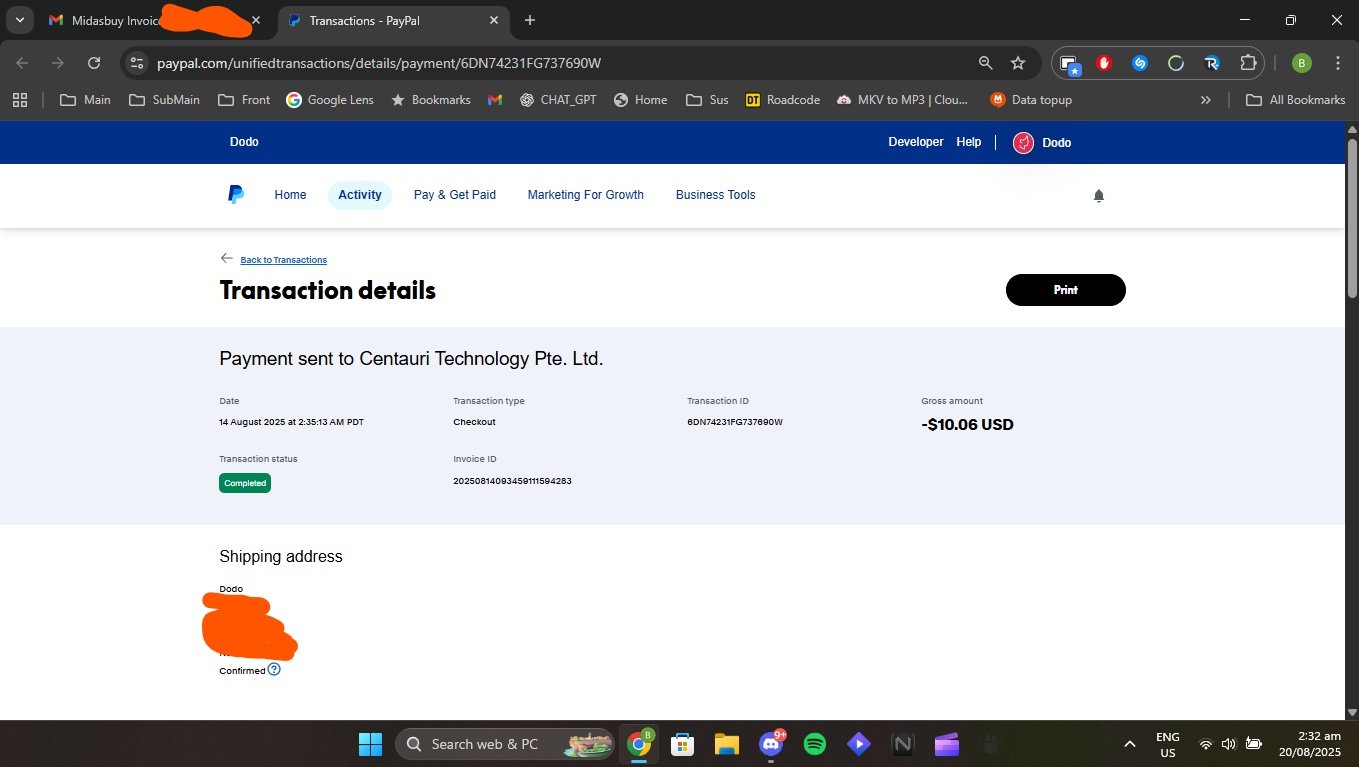 Midasbuy Invoic
Transactions - PayPal
paypal.com/unifiedtransactions/details/payment/6DN74231FG737690W
B
Main
SubMain
Front
Google Lens
Bookmarks
CHAT_GPT
Home
Sus
DT Roadcode
MKV to MP3 | Clou...
Data topup
All Bookmarks
Dodo
Developer
Help
Dodo
Home
Activity
Pay & Get Paid
Marketing For Growth
Business Tools
Back to Transactions
Transaction details
Print
Payment sent to Centauri Technology Pte. Ltd.
Date
Transaction type
Transaction ID
Gross amount
14 August 2025 at 2:35:13 AM PDT
Checkout
6DN74231FG737690W
-$10.06 USD
Transaction status
Invoice ID
Completed
20250814093459111594283
Shipping address
Dodo
Confirmed
Search web & PC
B
9+
ENG
US
2:32 am
20/08/2025